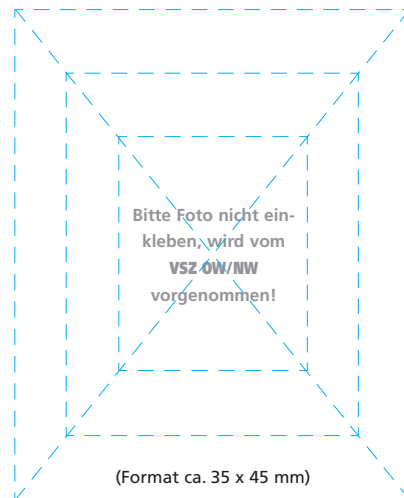 Bitte Foto nicht ein-
kleben, wird vom
VSZ OW/NW
vorgenommen!
(Format ca. 35 x 45 mm)